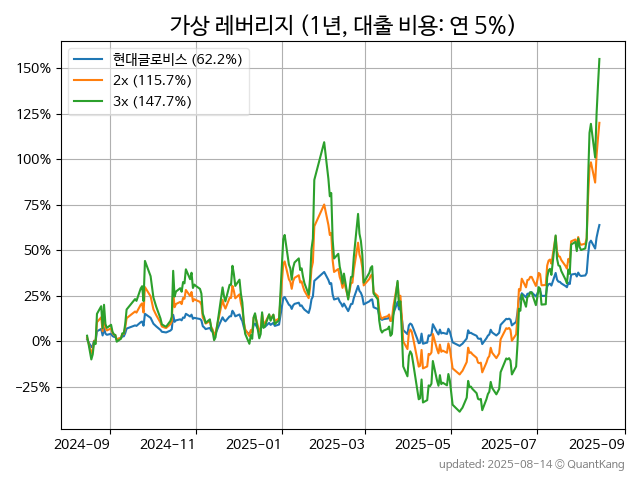 가상 레버리지 (1년, 대출 비용: 연 5%)
현대글로비스 (62.2%)
2x (115.7%)
3x (147.7%)
150%
125%
100%
75%
50%
25%
0%
−25%
2024-09 2024-11 2025-01 2025-03 2025-05 2025-07 2025-09
updated: 2025-08-14 © QuantKang